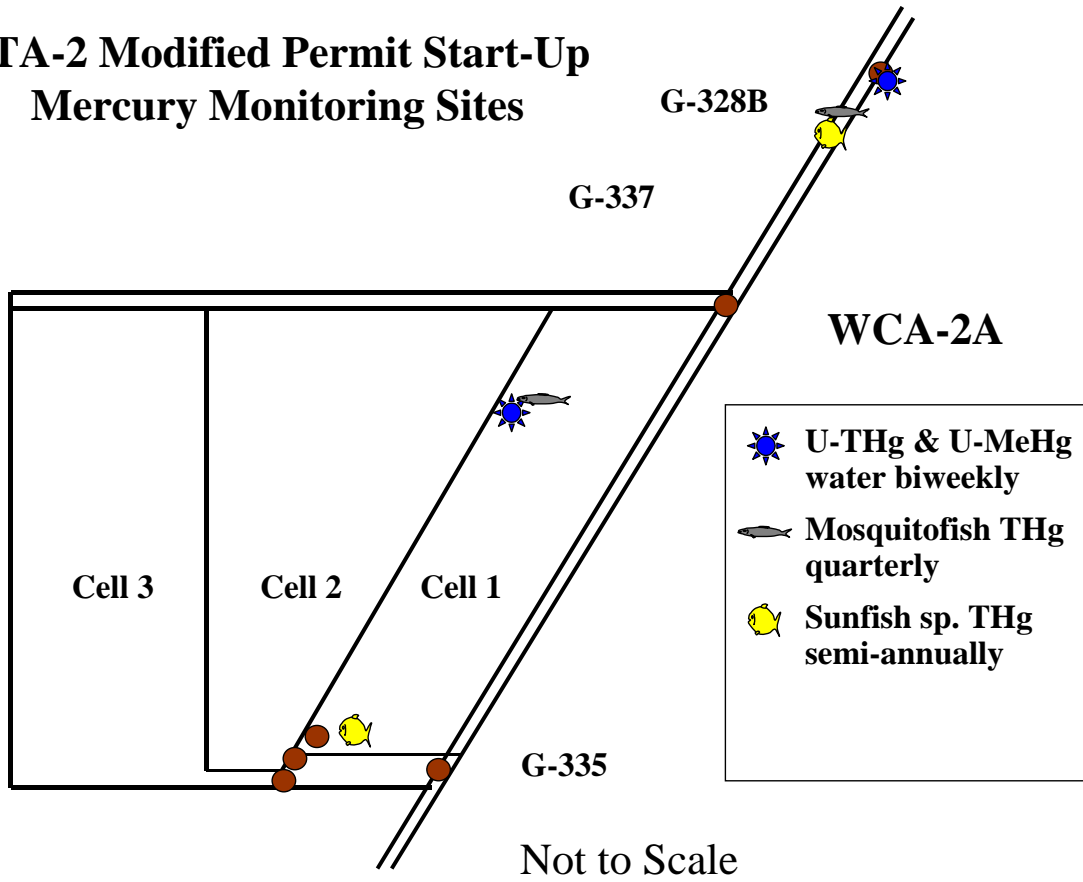 TA-2 Modified Permit Start-Up
Mercury Monitoring Sites
G-328B
G-337
WCA-2A
U-THg & U-MeHg
water biweekly
Mosquitofish THg
quarterly
Sunfish sp. THg
semi-annually
Cell 3
Cell 2
Cell 1
G-335
Not to Scale